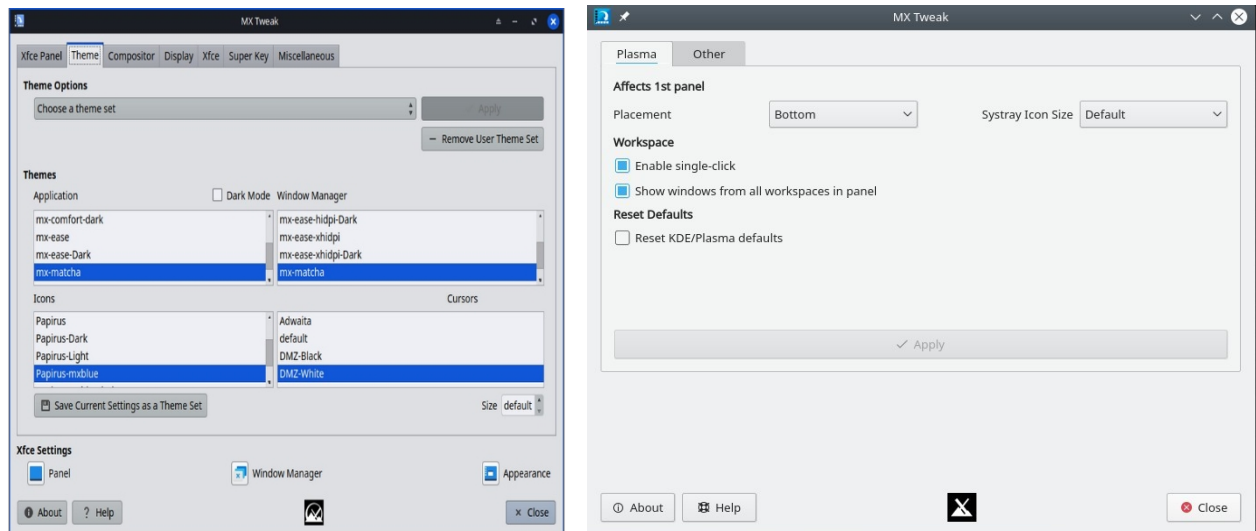 MX Tweak
Xfce Panel Theme Compositor Display Xfce Super Key Miscellaneous
Theme Options
Choose a theme set Apply
Remove User Theme Set
Themes
Application Dark Mode Window Manager
mx-comfort-dark mx-ease-hidpi-Dark
mx-ease mx-ease-xhidpi
mx-ease-Dark mx-ease-xhidpi-Dark
mx-matcha mx-matcha
Icons Cursors
Papirus Adwaita
Papirus-Dark default
Papirus-Light DMZ-Black
Papirus-mxblue DMZ-White
Save Current Settings as a Theme Set Size default
Xfce Settings
Panel Window Manager Appearance
About ? Help Close
MX Tweak
Plasma Other
Affects 1st panel
Placement Bottom Systray Icon Size Default
Workspace
Enable single-click
Show windows from all workspaces in panel
Reset Defaults
Reset KDE/Plasma defaults
Apply
About Help Close